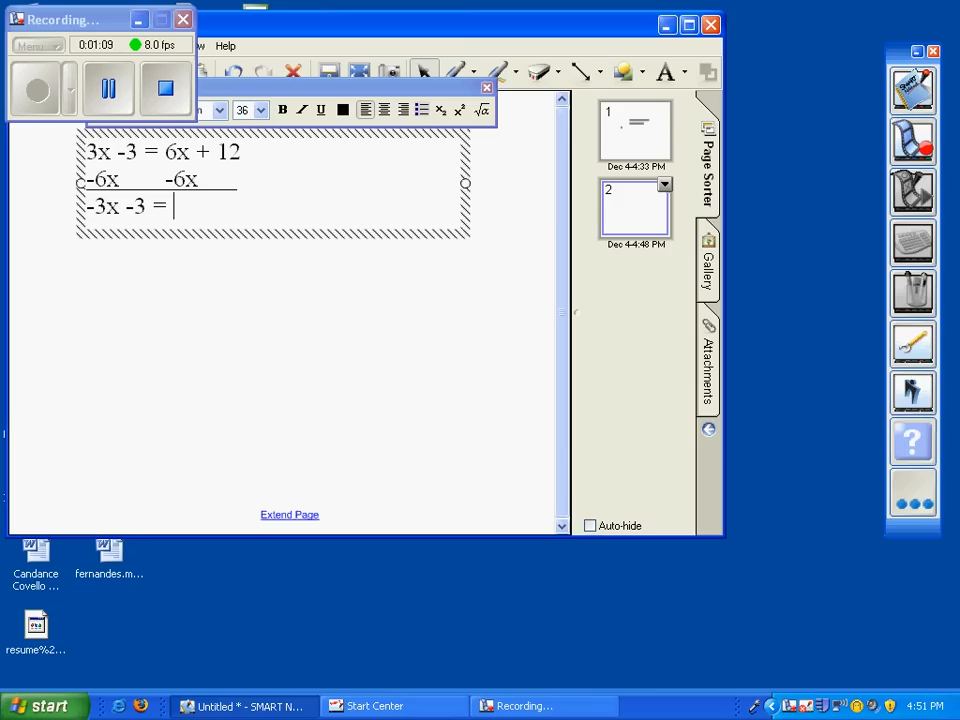 Recording...
Menu
0:01:09
8.0 fps
Help
36
B I U
3x -3 = 6x + 12
-6x -6x
-3x -3 =
Extend Page
1
Dec 4-4:33 PM
2
Dec 4-4:48 PM
Page Sorter
Gallery
Attachments
Auto-hide
Candance Covello ...
fernandes.m...
resume%2...
start
Untitled * - SMART N...
Start Center
Recording...
4:51 PM